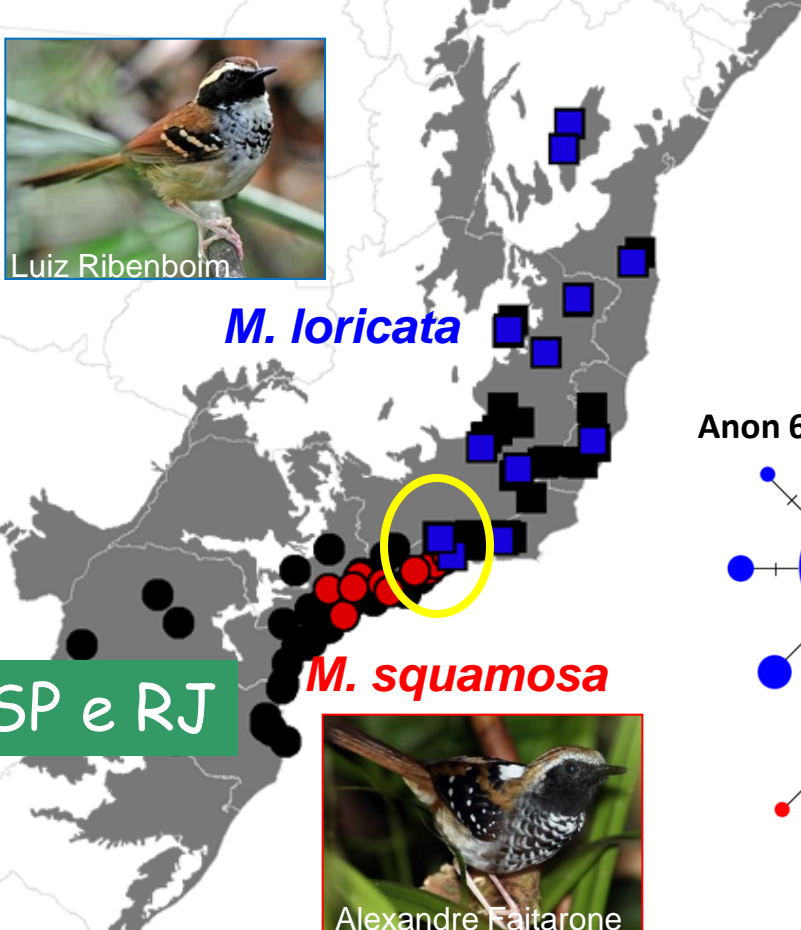 Luiz Ribenboim
M. loricata
Anon 6
M. squamosa
SP e RJ
Alexandre Faitarone